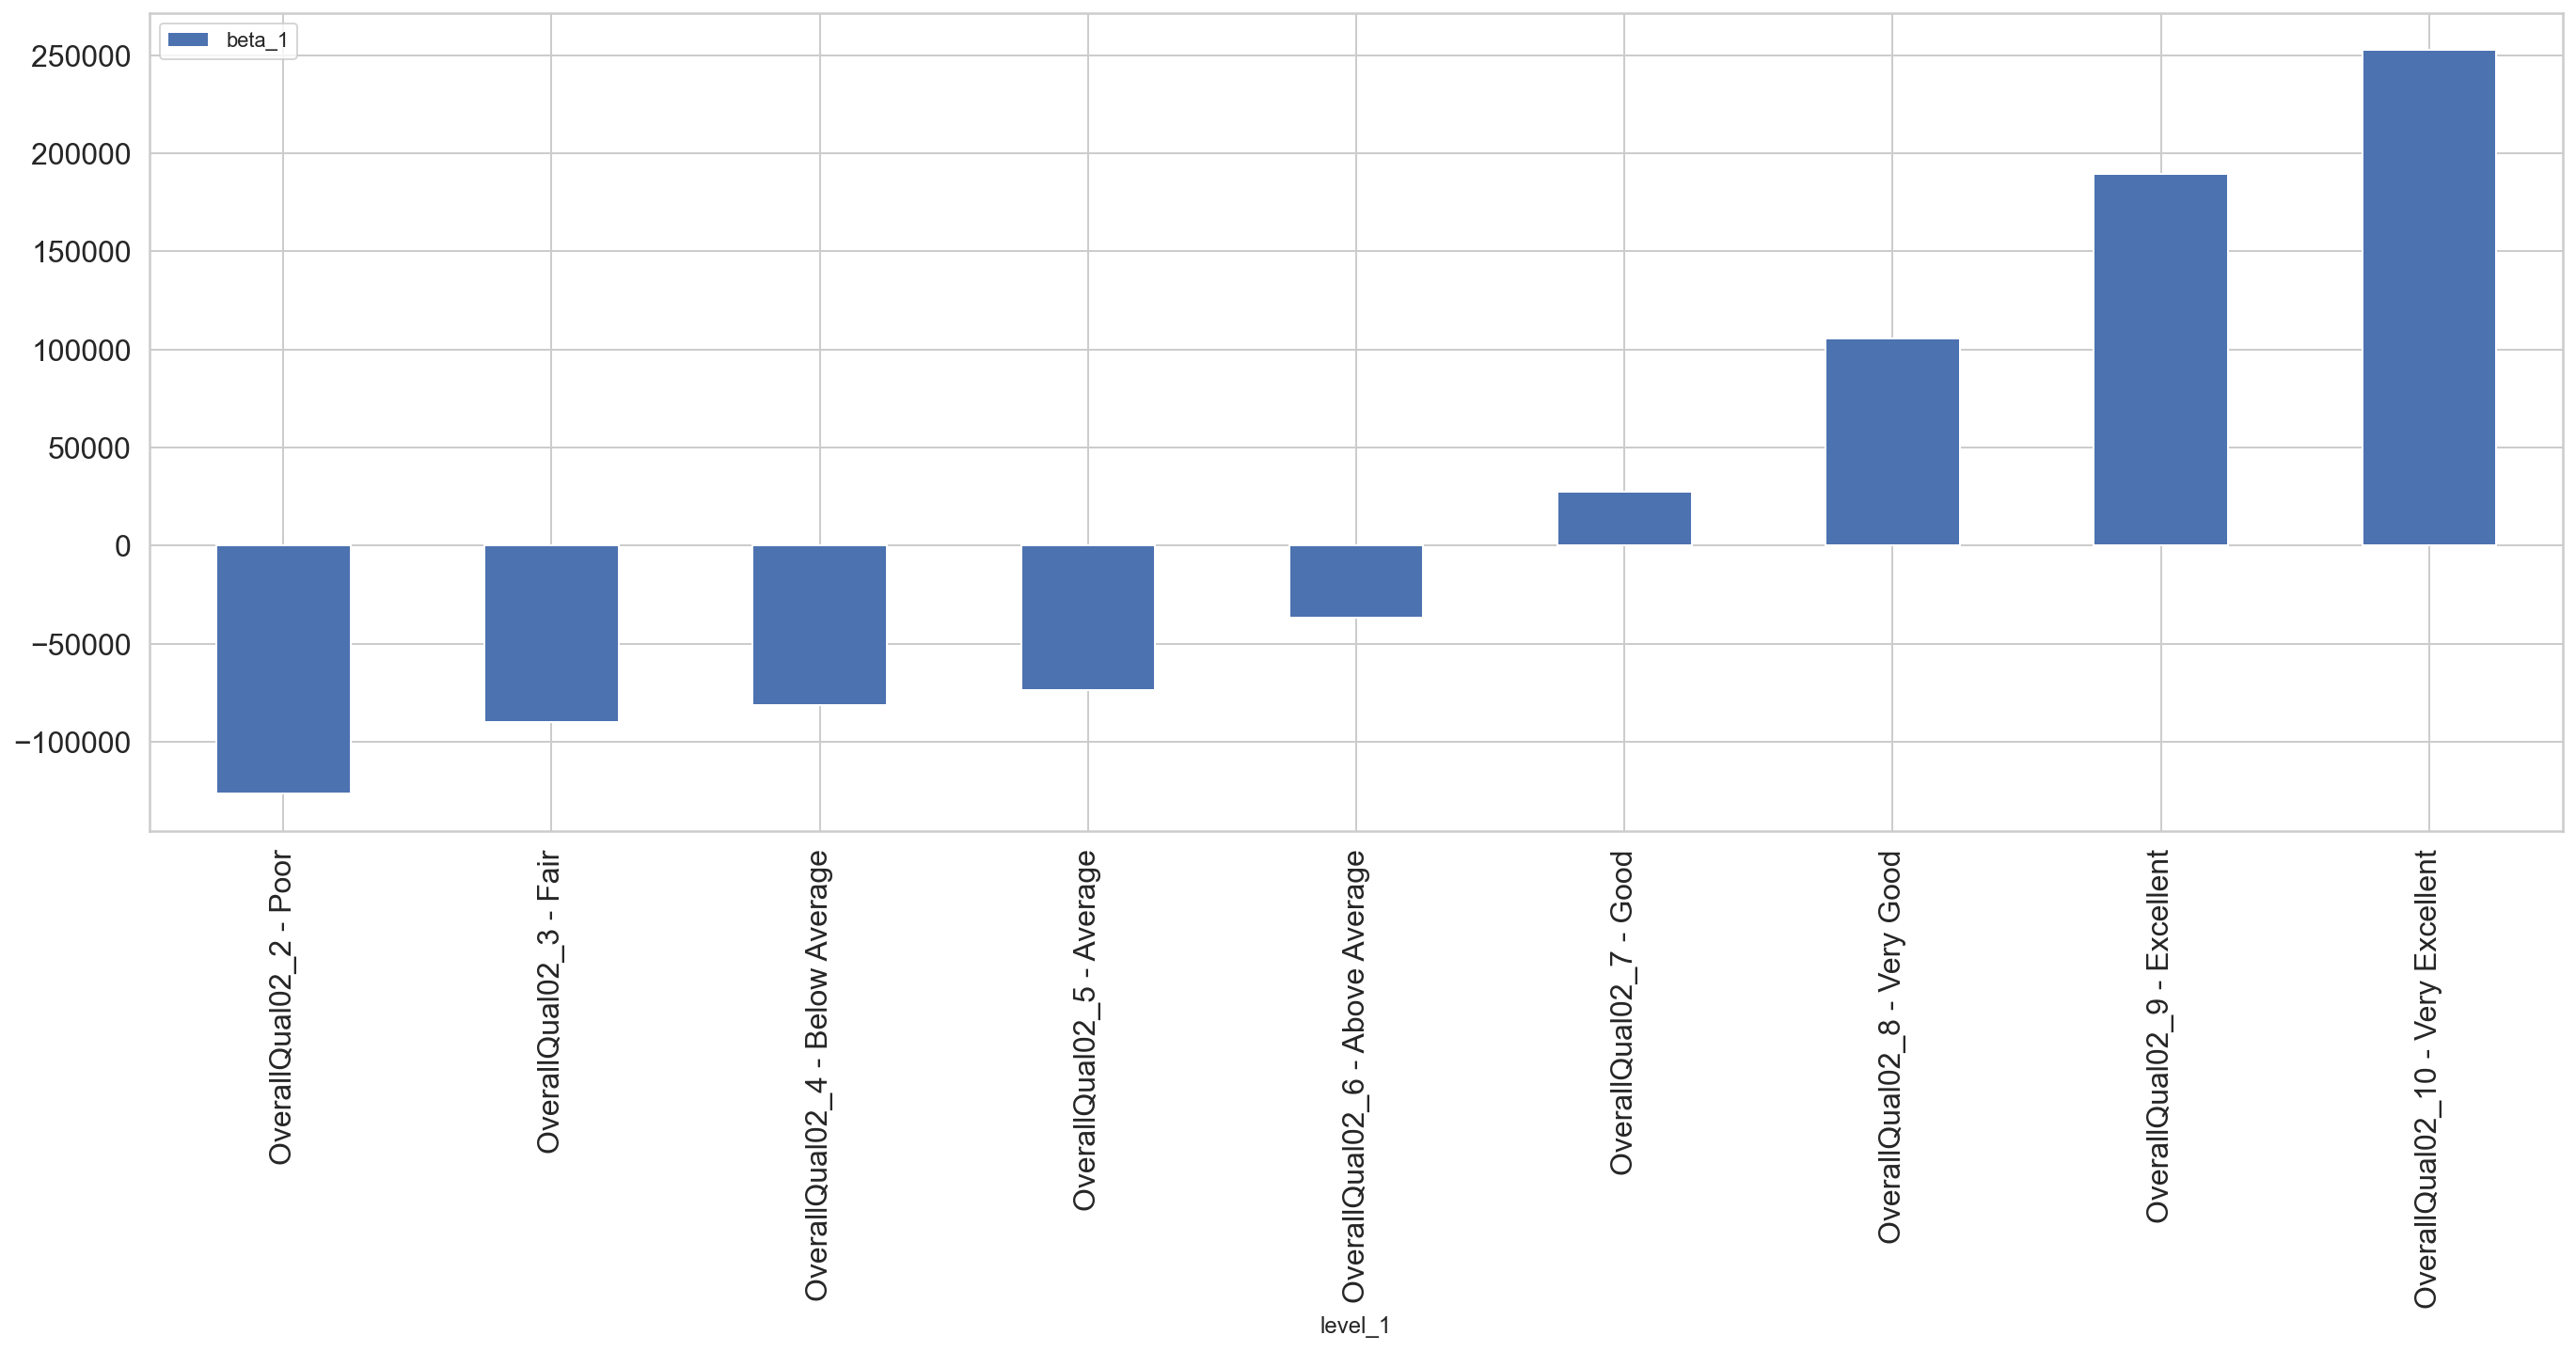 beta_1
250000
200000
150000
100000
50000
0
−50000
−100000
OverallQual02_2 - Poor
OverallQual02_3 - Fair
OverallQual02_4 - Below Average
OverallQual02_5 - Average
OverallQual02_6 - Above Average
OverallQual02_7 - Good
OverallQual02_8 - Very Good
OverallQual02_9 - Excellent
OverallQual02_10 - Very Excellent
level_1